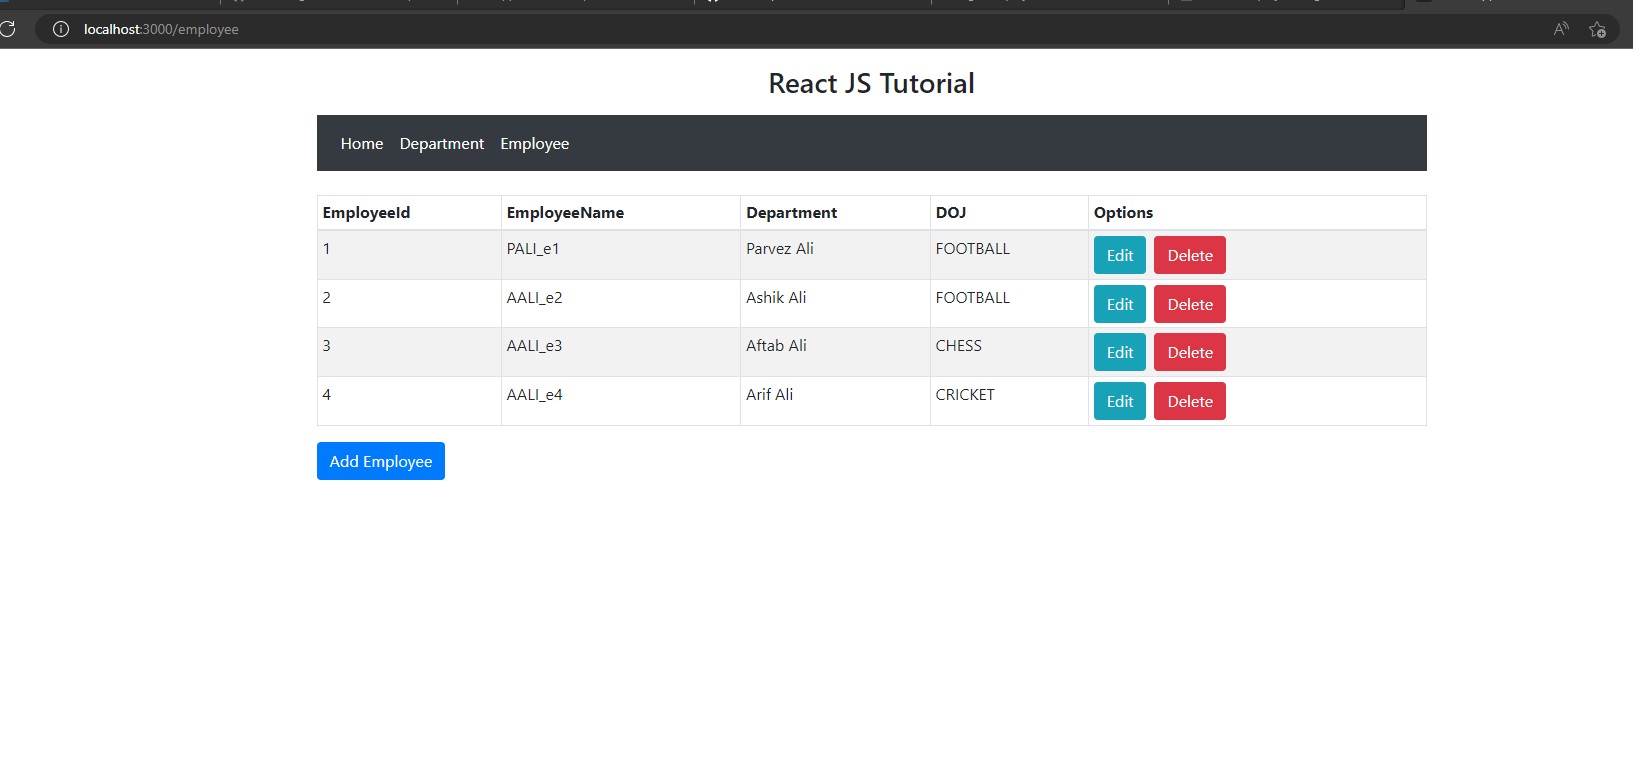 localhost:3000/employee
React JS Tutorial
Home Department Employee
EmployeeId EmployeeName Department DOJ Options
1 PALI_e1 Parvez Ali FOOTBALL Edit Delete
2 AALI_e2 Ashik Ali FOOTBALL Edit Delete
3 AALI_e3 Aftab Ali CHESS Edit Delete
4 AALI_e4 Arif Ali CRICKET Edit Delete
Add Employee